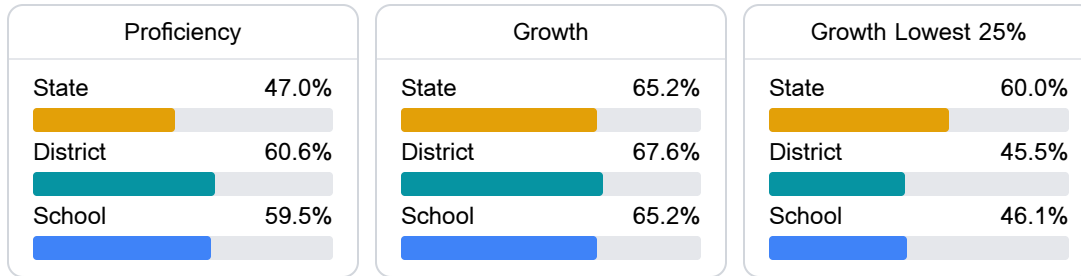 Proficiency
State 47.0%
District 60.6%
School 59.5%
Growth
State 65.2%
District 67.6%
School 65.2%
Growth Lowest 25%
State 60.0%
District 45.5%
School 46.1%